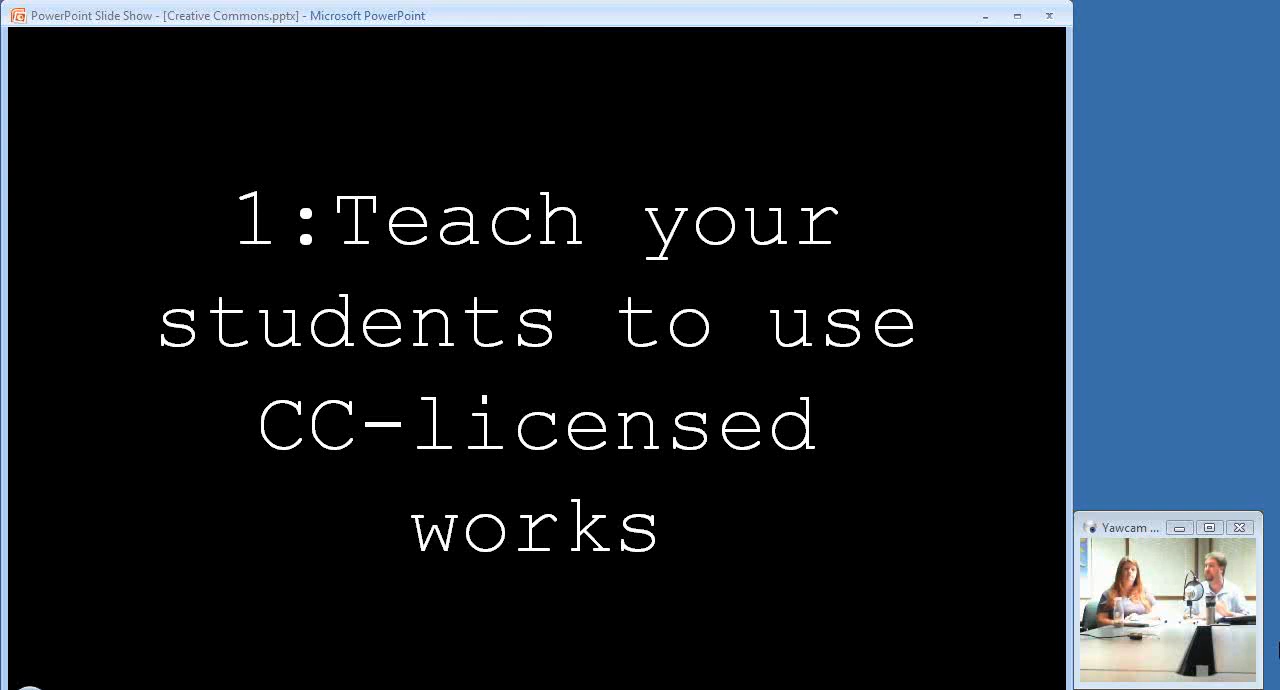 PowerPoint Slide Show - [Creative Commons.pptx] - Microsoft PowerPoint
1:Teach your
students to use
CC-licensed
works
Yawcam ...